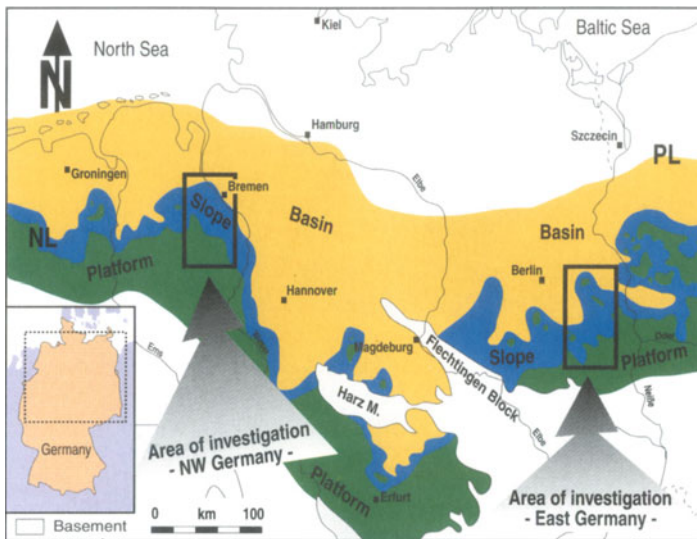 North Sea
Kiel
Baltic Sea
N
Hamburg
Szczecin
Elbe
PL
Groningen
Bremen
Slope
Basin
NL
Basin
Platform
Berlin
Hannover
Weser
Magdeburg
Flechtingen Block
Slope
Oder
Platform
Ems
Harz M.
Neiße
Elbe
Germany
Area of investigation
- NW Germany -
Platform
Erfurt
Area of investigation
- East Germany -
Basement
0 km 100